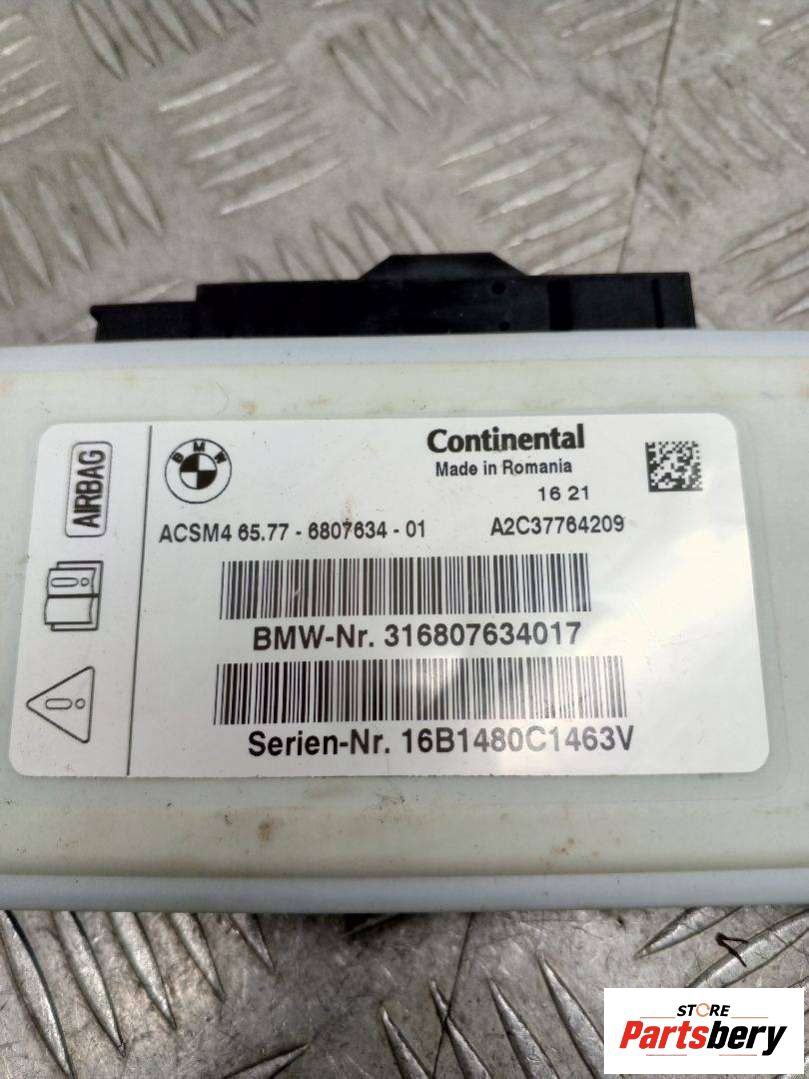 AIRBAG
BMW
Continental
Made in Romania
16 21
ACSM4 65.77 - 6807634 - 01 A2C37764209
BMW-Nr. 316807634017
Serien-Nr. 16B1480C1463V
STORE
Partsbery